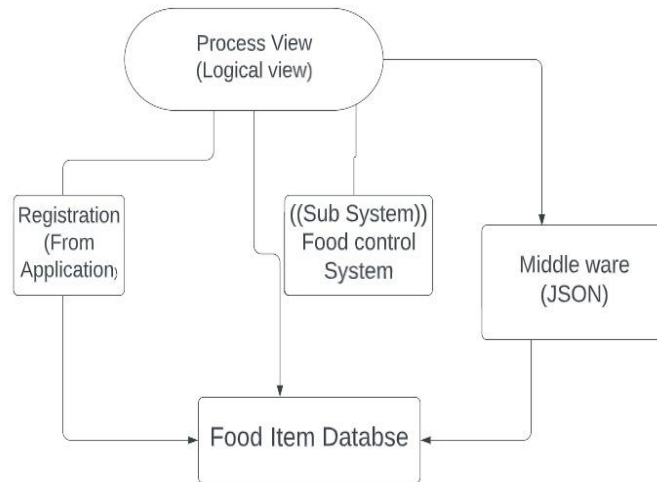 Process View
(Logical view)
Registration
(From
Application)
((Sub System))
Food control
System
Middle ware
(JSON)
Food Item Databse